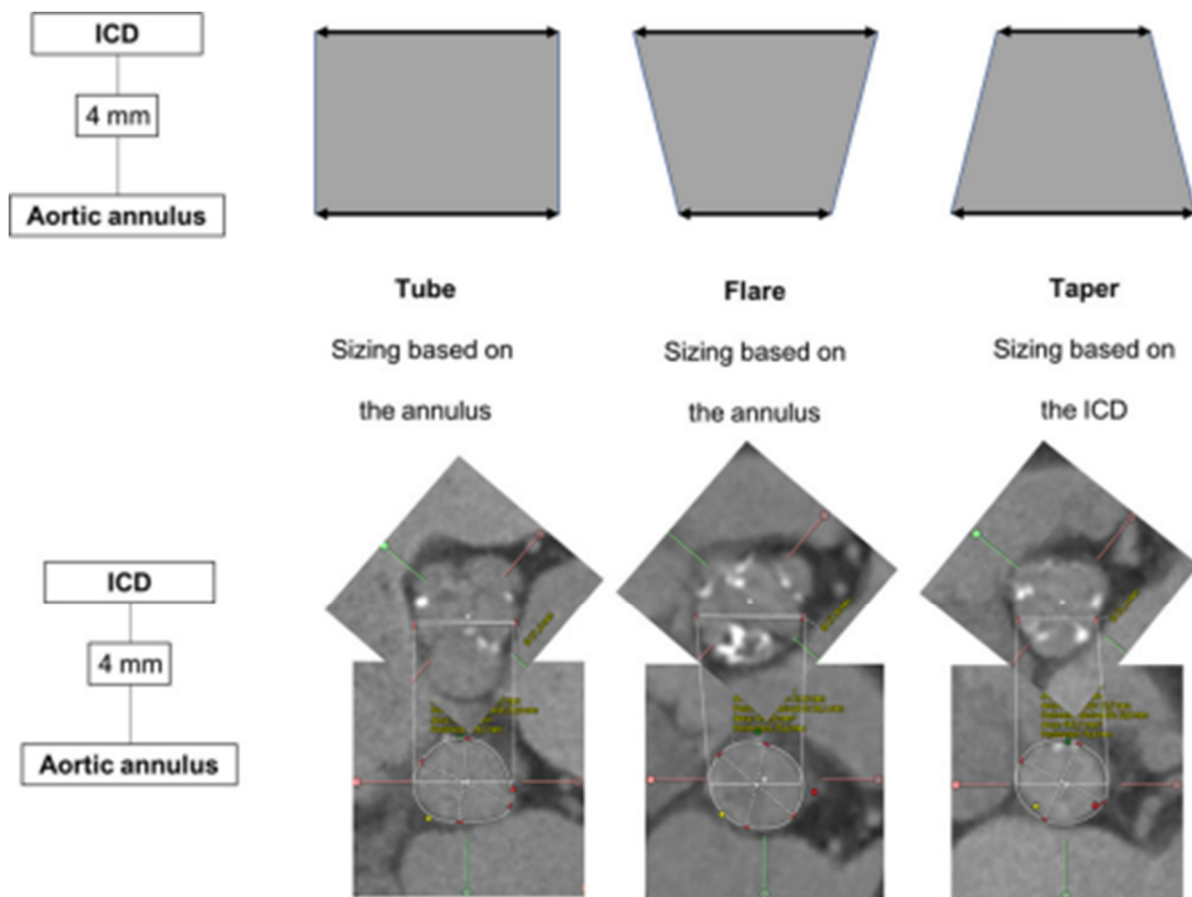 ICD
4 mm
Aortic annulus
Tube
Sizing based on
the annulus
Flare
Sizing based on
the annulus
Taper
Sizing based on
the ICD
ICD
4 mm
Aortic annulus